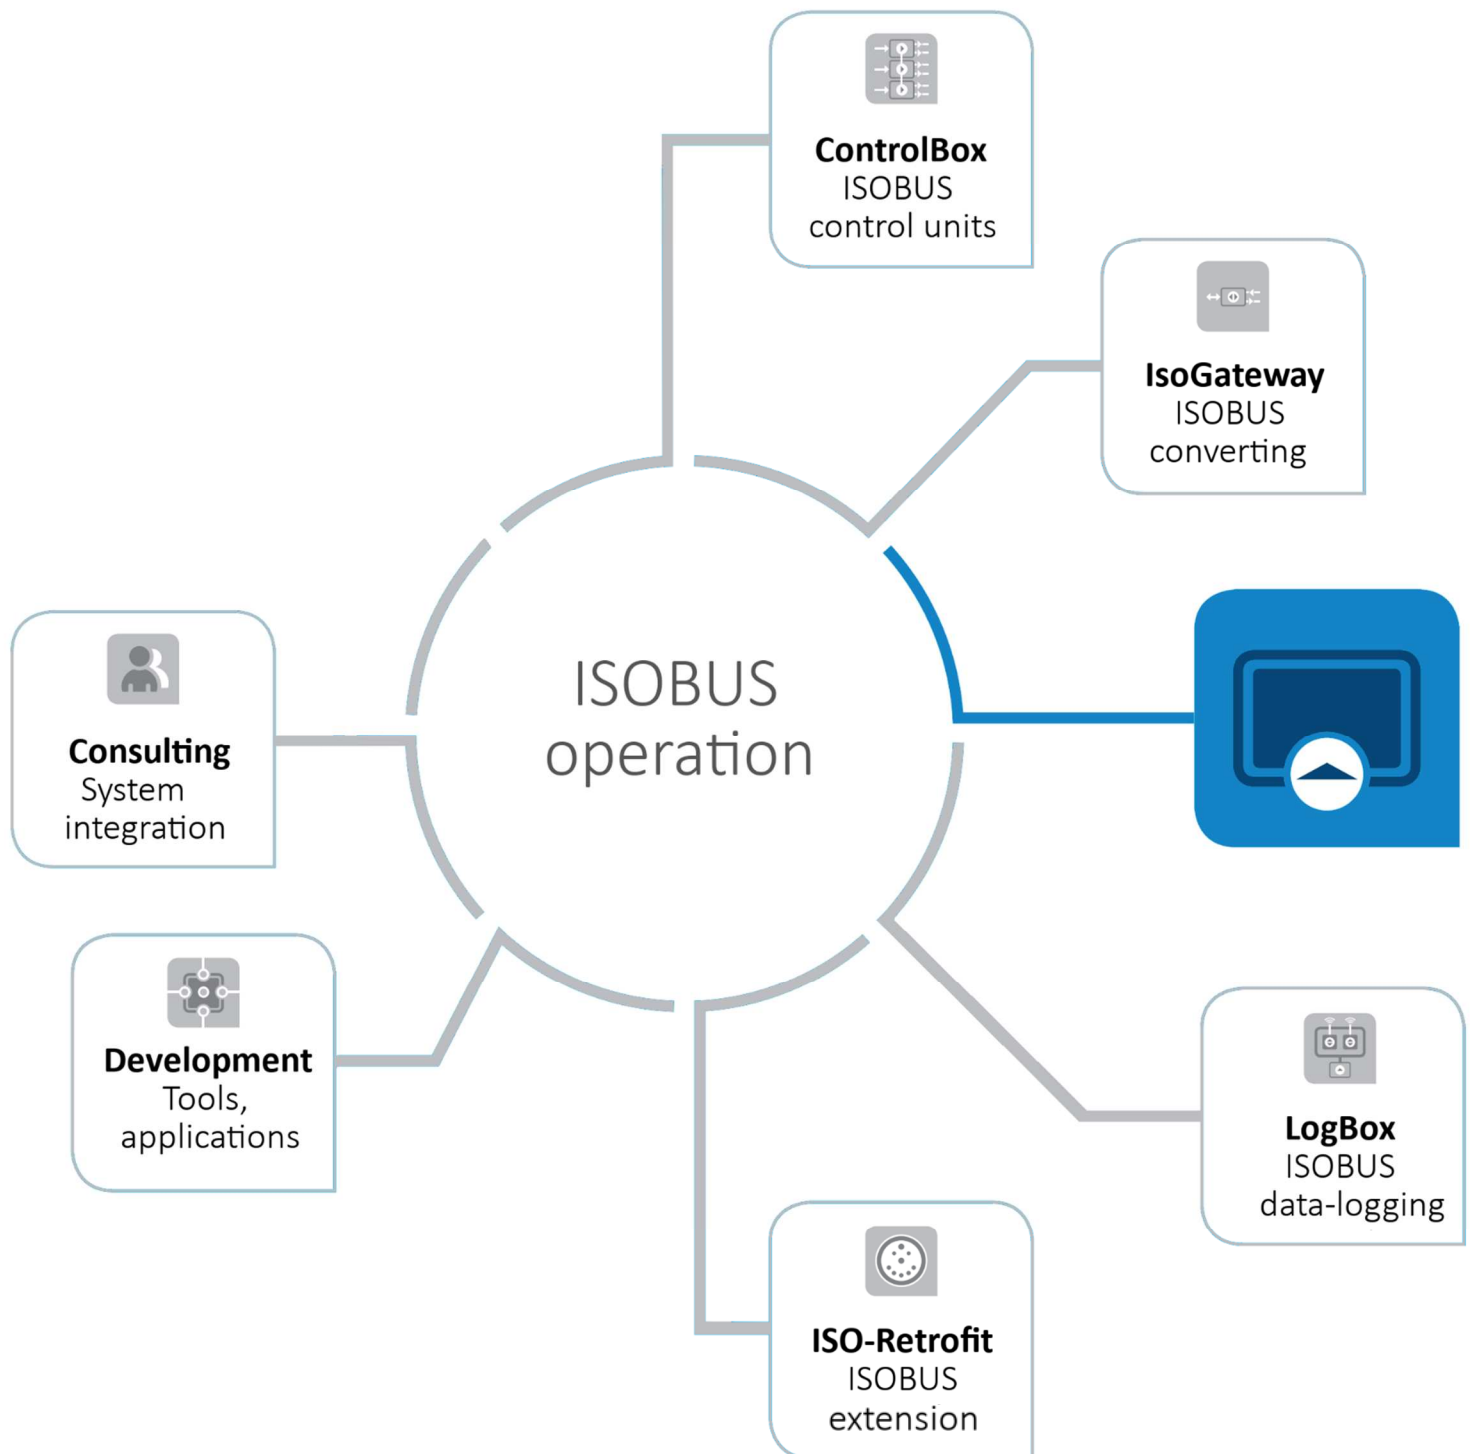 ControlBox
ISOBUS
control units
IsoGateway
ISOBUS
converting
ISOBUS
operation
Consulting
System
integration
Development
Tools,
applications
LogBox
ISOBUS
data-logging
ISO-Retrofit
ISOBUS
extension